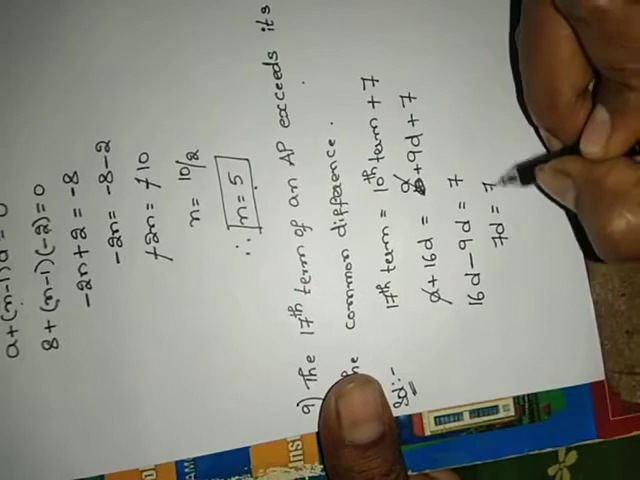 a+(n-1)d = 0
8+(n-1)(-2)=0
-2n+2 = -8
-2n = -8-2
+2n = +10
n = 10/2
∴ n = 5
9) The 17th term of an AP exceeds its
the common difference.
Sol:- 17th term = 10th term + 7
a+16d = a+9d+7
16d-9d = 7
7d = 7